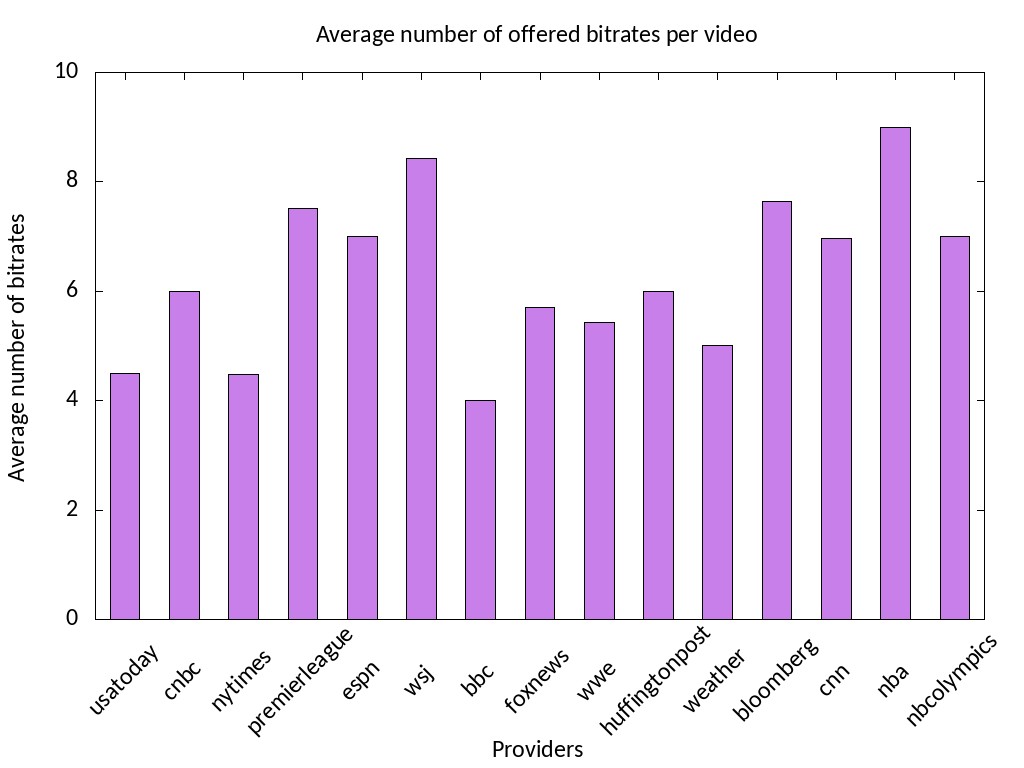 Average number of offered bitrates per video
10
8
6
4
2
0
Average number of bitrates
usatoday
cnbc
nytimes
premierleague
espn
wsj
bbc
foxnews
wwe
huffingtonpost
weather
bloomberg
cnn
nba
nbcolympics
Providers